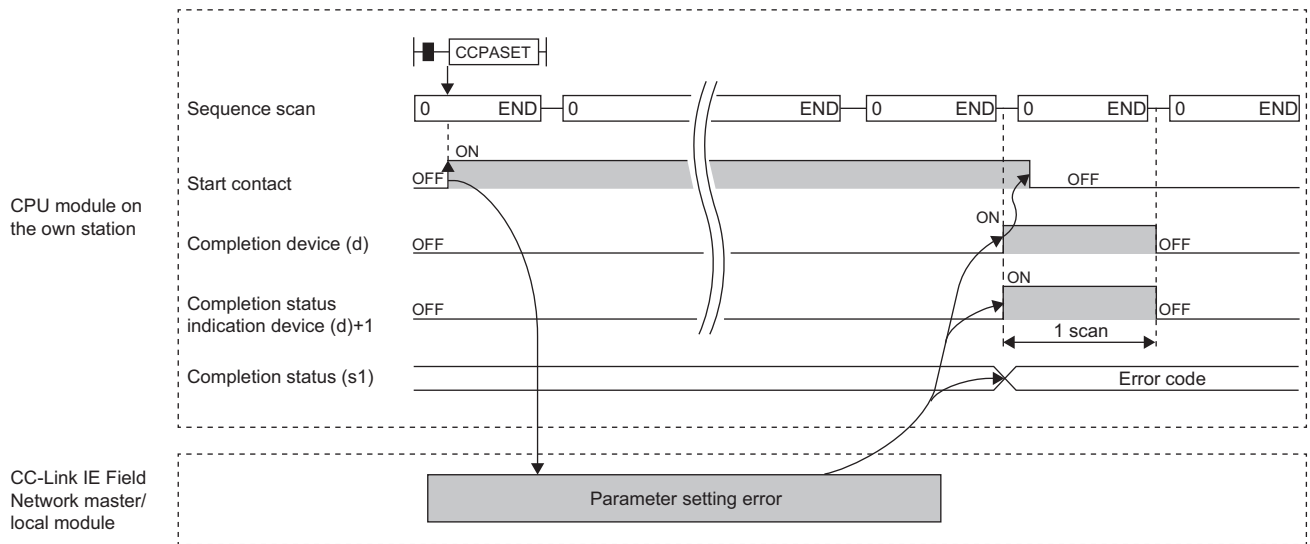 CCPASET
Sequence scan
0 END 0 END 0 END 0 END 0 END
ON
Start contact
OFF
OFF
CPU module on
the own station
ON
Completion device (d)
OFF
OFF
ON
Completion status
indication device (d)+1
OFF
OFF
1 scan
Completion status (s1)
Error code
CC-Link IE Field
Network master/
local module
Parameter setting error